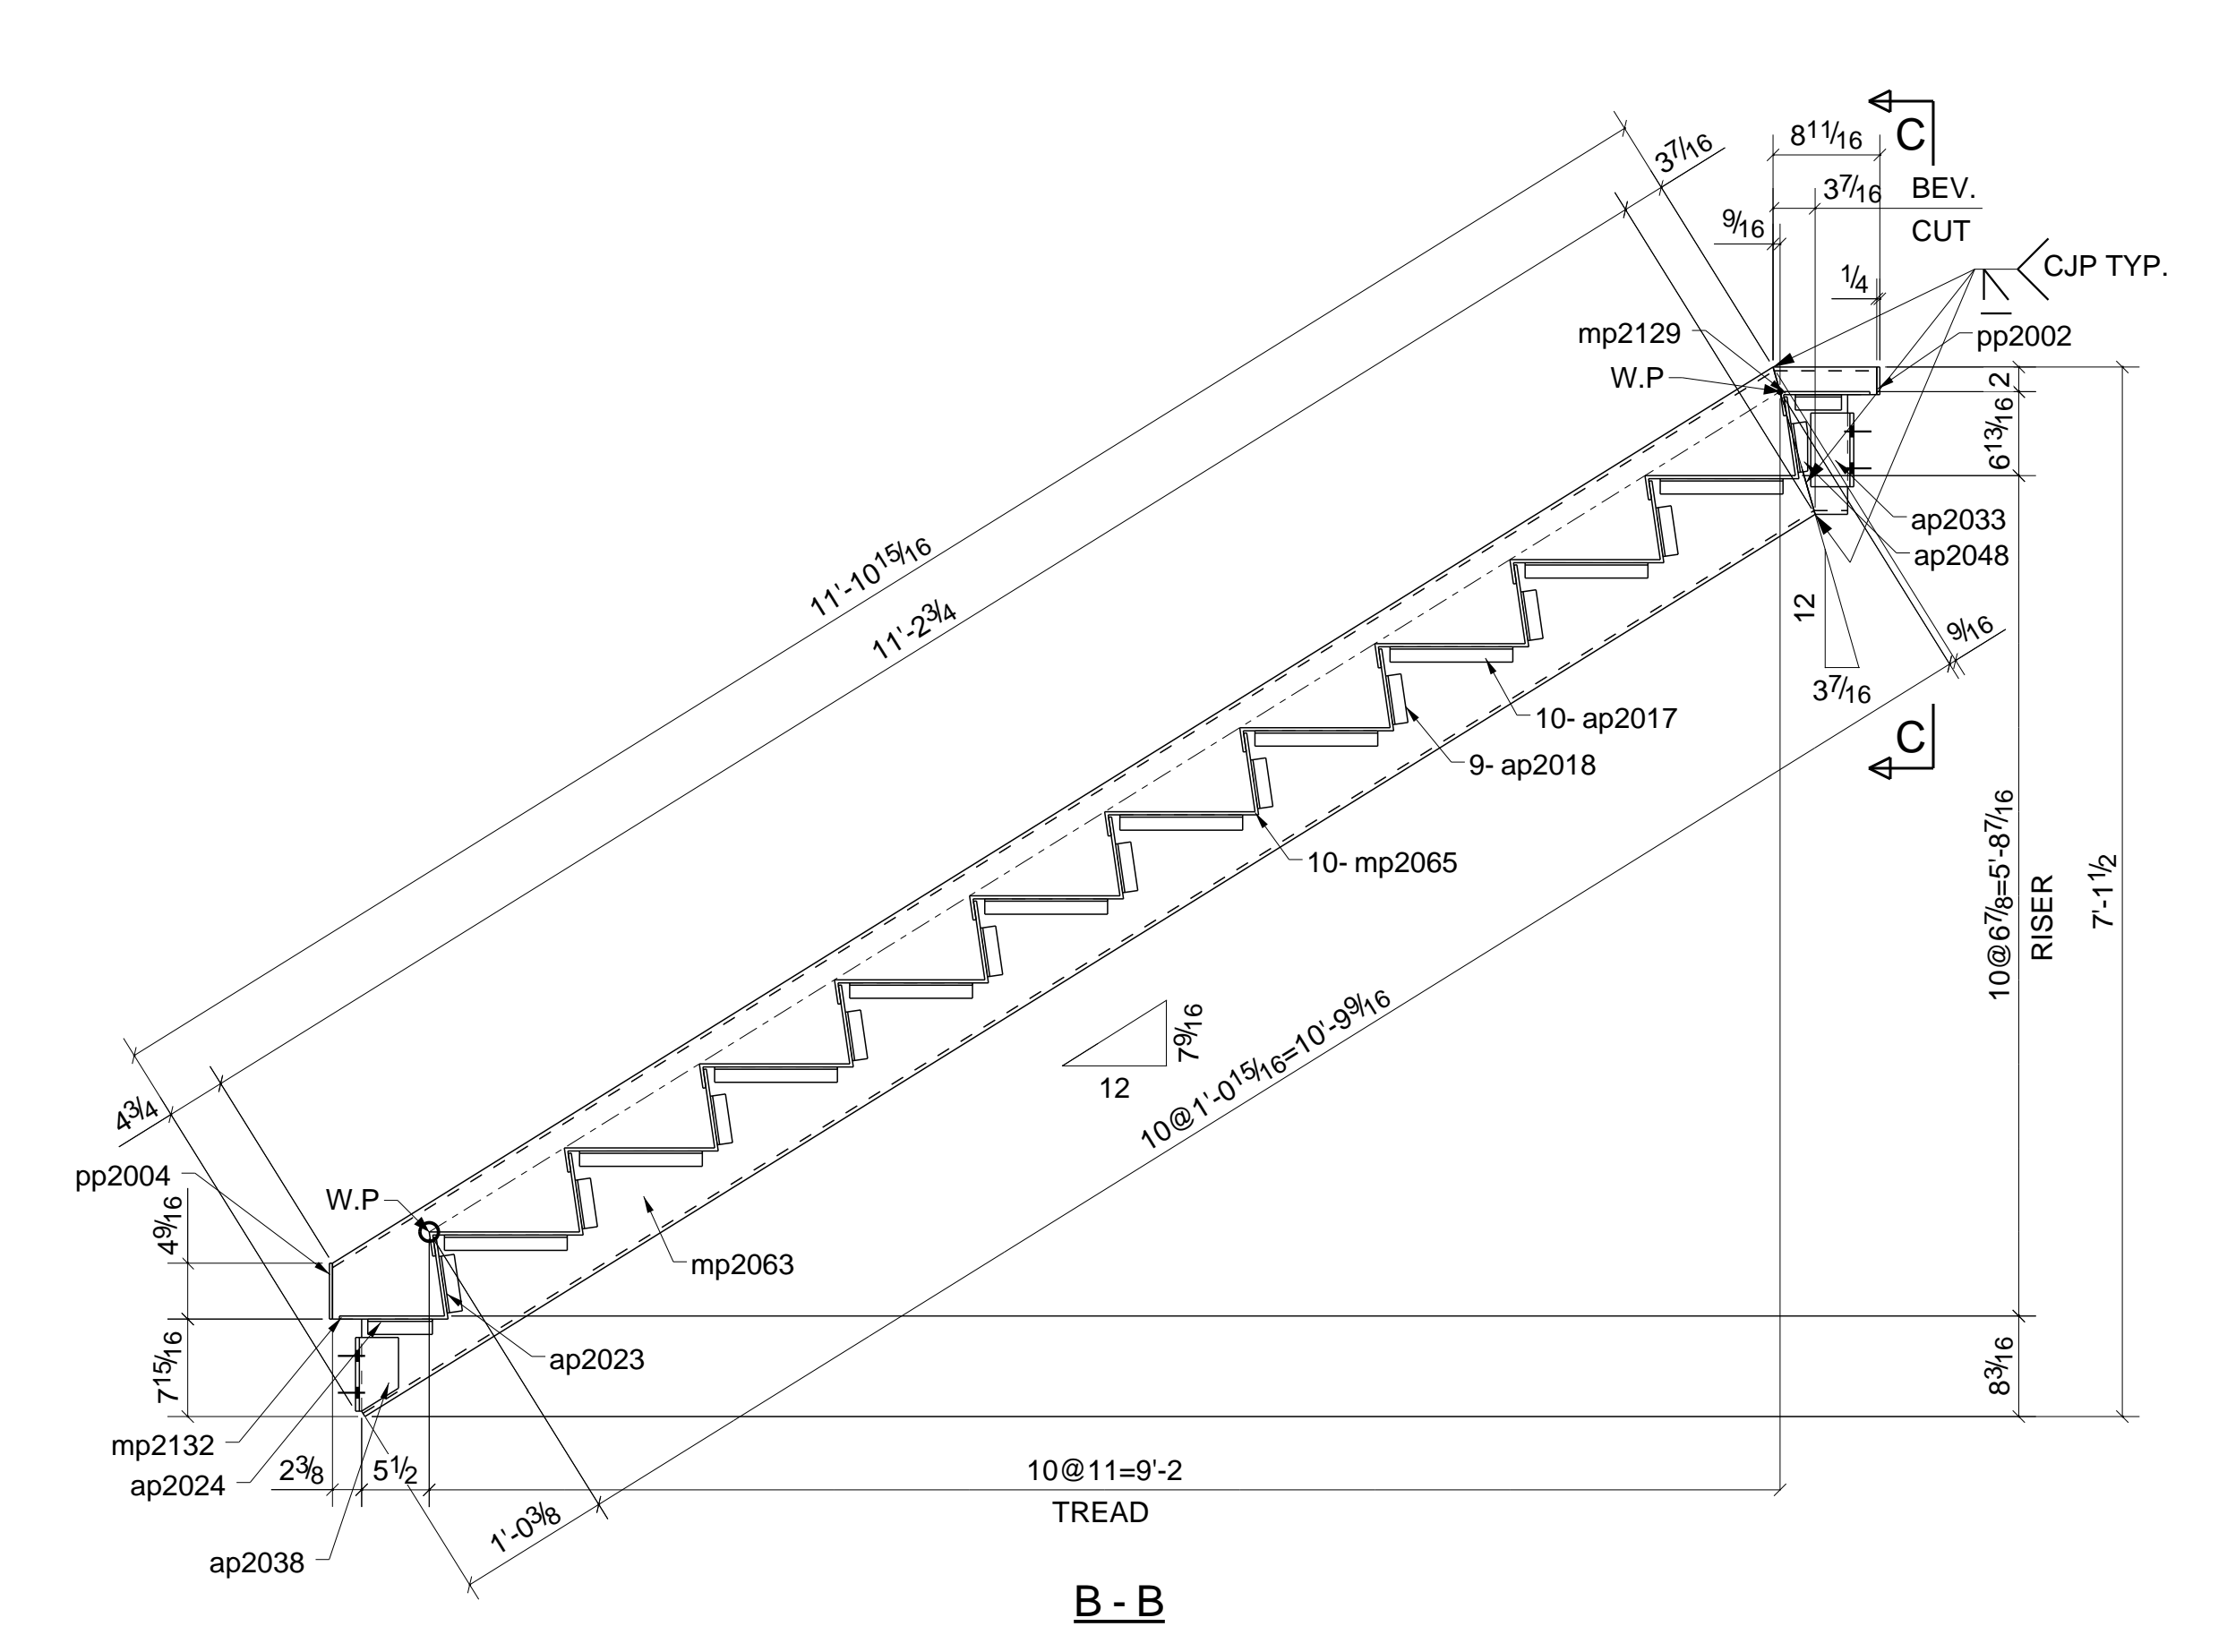 C
8 11/16
3 7/16
3 7/16
BEV.
CUT
9/16
CJP TYP.
1/4
mp2129
pp2002
W.P
2
6 13/16
ap2033
ap2048
11'-10 15/16
11'-2 3/4
12
3 7/16
9/16
10- ap2017
C
9- ap2018
10- mp2065
10@6 7/8=5'-8 7/16
RISER
7'-1 1/2
7 9/16
12
10@1'-0 15/16=10'-9 9/16
4 3/4
pp2004
W.P
4 9/16
mp2063
7 15/16
ap2023
8 3/16
mp2132
ap2024
2 3/8
5 1/2
10@11=9'-2
TREAD
1'-0 3/8
ap2038
B - B